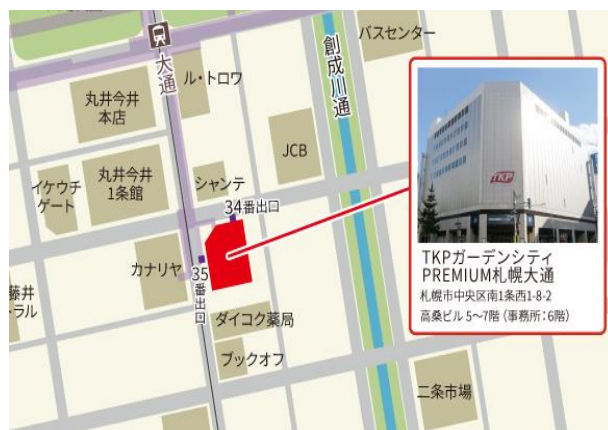 バスセンター
大通
ル・トロワ
創成川通
丸井今井
本店
JCB
丸井今井
1条館
シャンテ
イケウチ
ゲート
34番出口
TKP
カナリヤ
35番出口
藤井
ラル
ダイコク薬局
ブックオフ
二条市場
TKPガーデンシティ
PREMIUM札幌大通
札幌市中央区南1条西1-8-2
高桑ビル 5～7階 (事務所:6階)